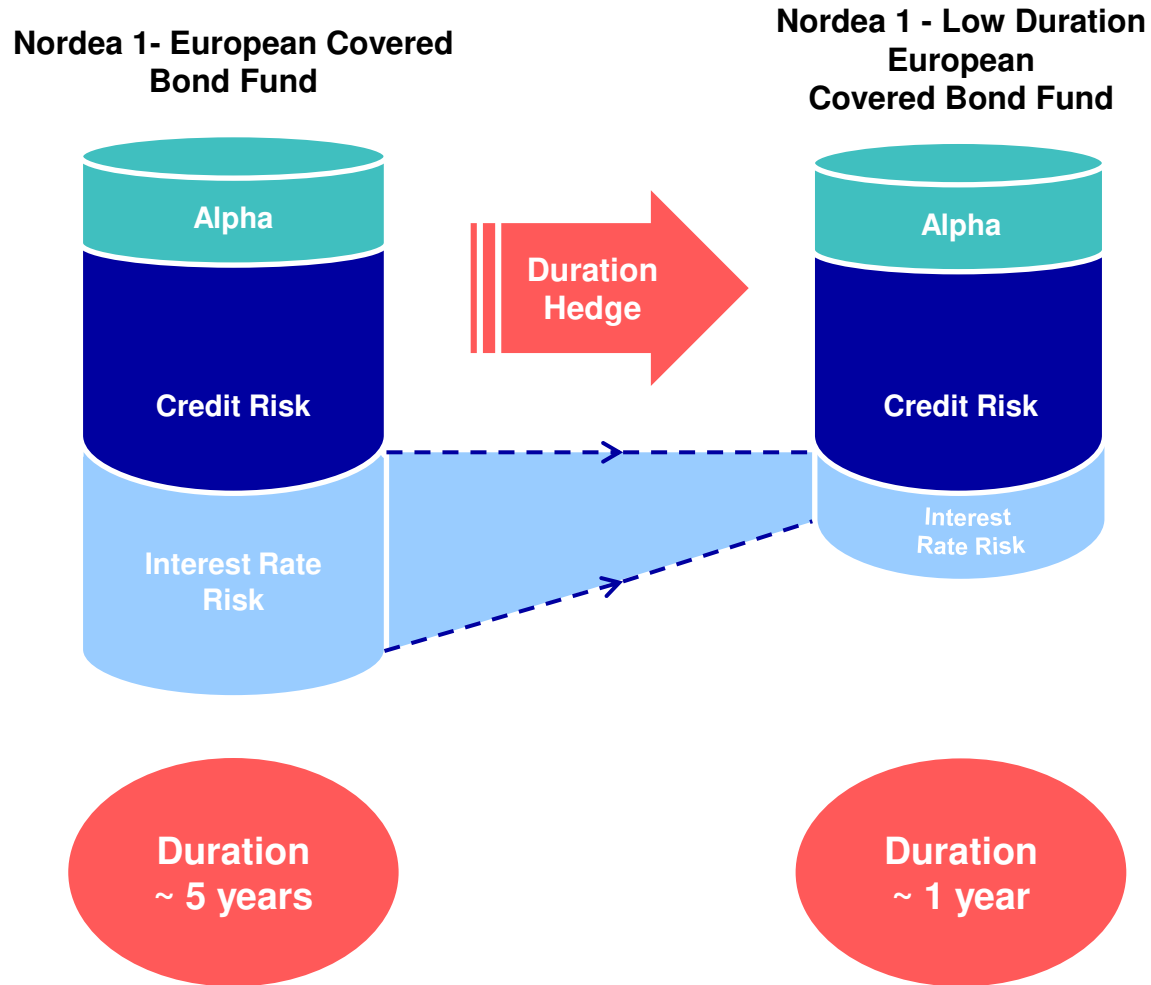 Nordea 1- European Covered
Bond Fund
Nordea 1 - Low Duration
European
Covered Bond Fund
Alpha
Credit Risk
Interest Rate
Risk
Duration
Hedge
Alpha
Credit Risk
Interest
Rate Risk
Duration
~ 5 years
Duration
~ 1 year